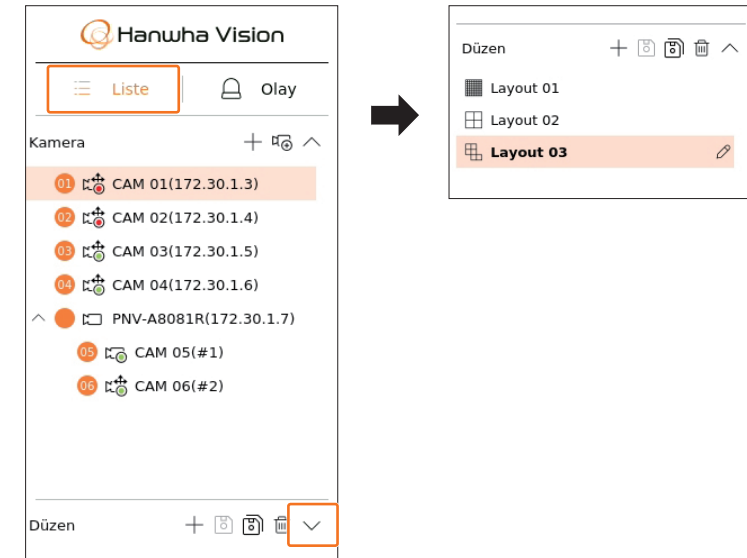 Hanwha Vision
Liste
Olay
Kamera
01 CAM 01(172.30.1.3)
02 CAM 02(172.30.1.4)
03 CAM 03(172.30.1.5)
04 CAM 04(172.30.1.6)
PNV-A8081R(172.30.1.7)
05 CAM 05(#1)
06 CAM 06(#2)
Düzen
Düzen
Layout 01
Layout 02
Layout 03